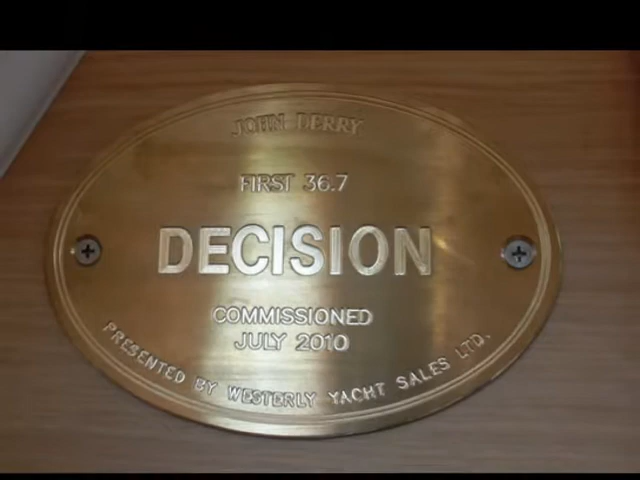 JOHN DERRY
FIRST 36.7
DECISION
COMMISSIONED
JULY 2010
PRESENTED BY WESTERLY YACHT SALES LTD.